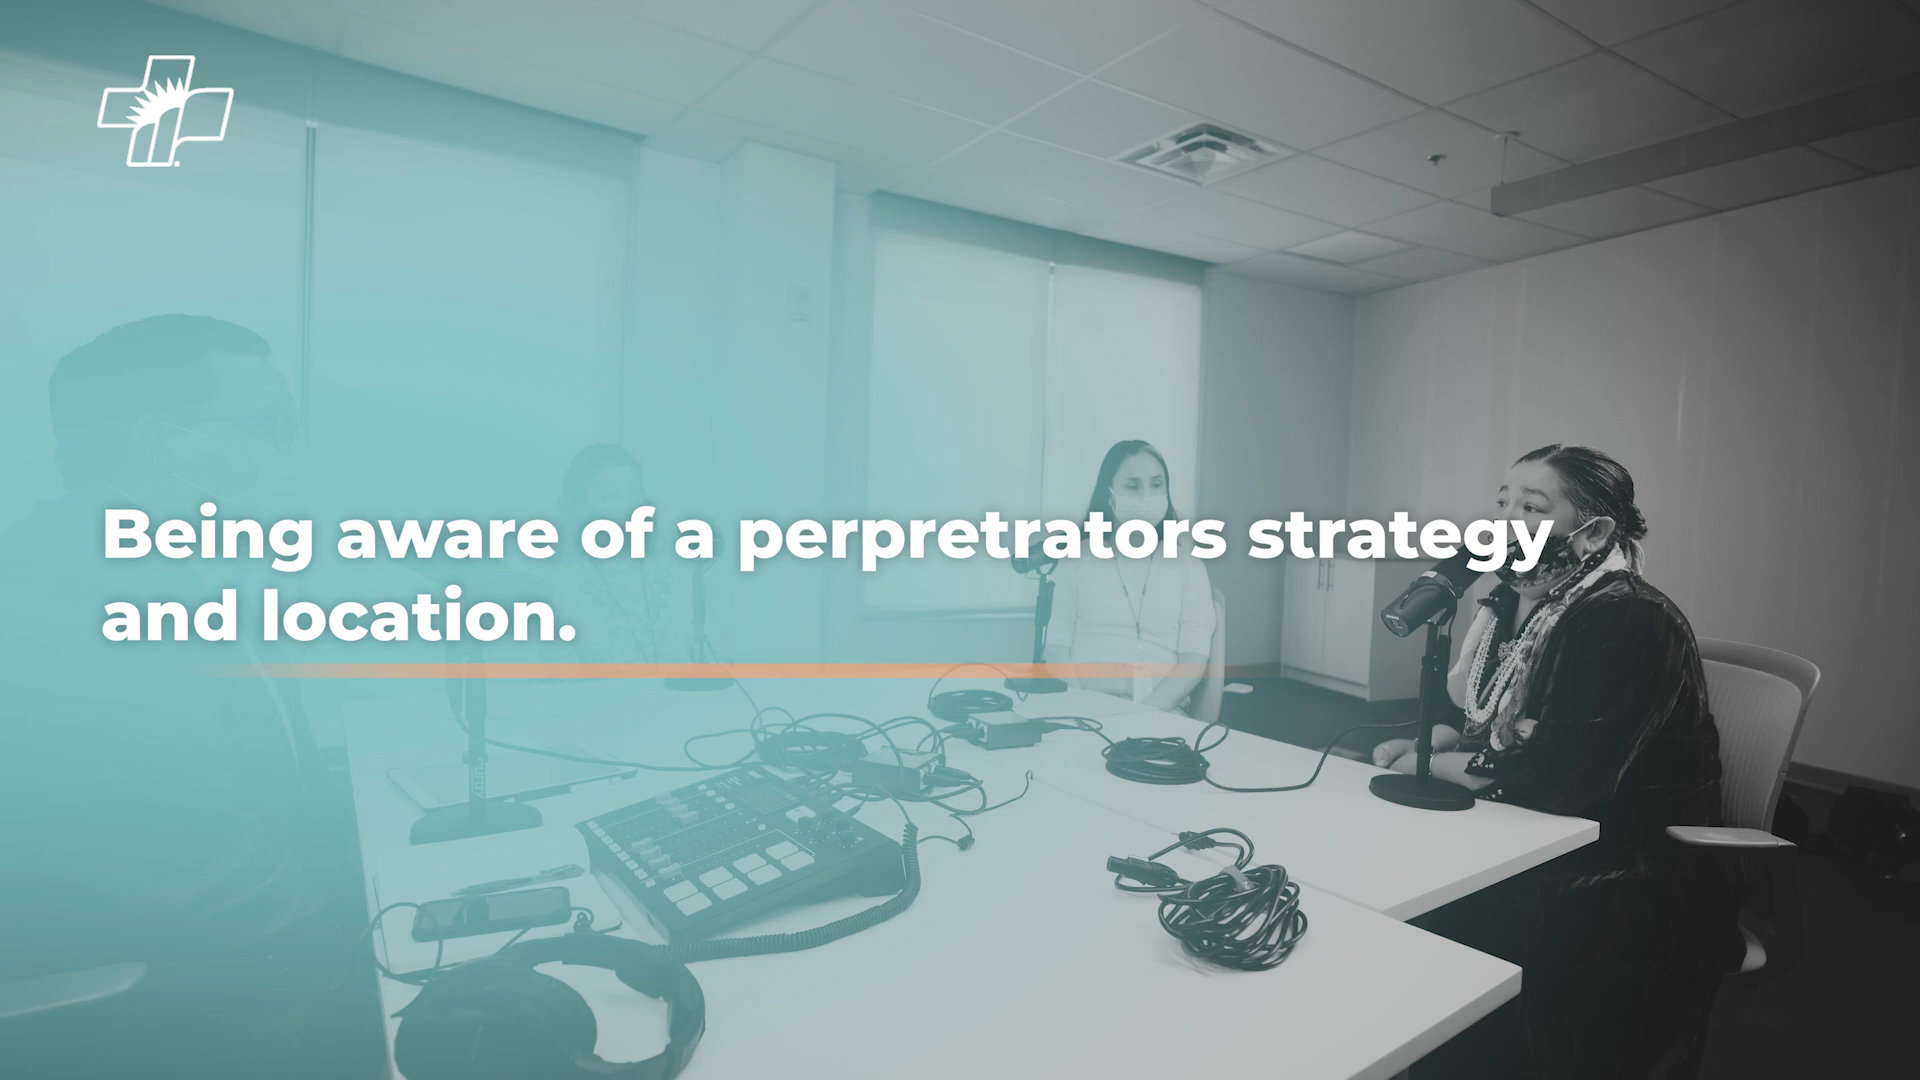 Being aware of a perpretrators strategy
and location.